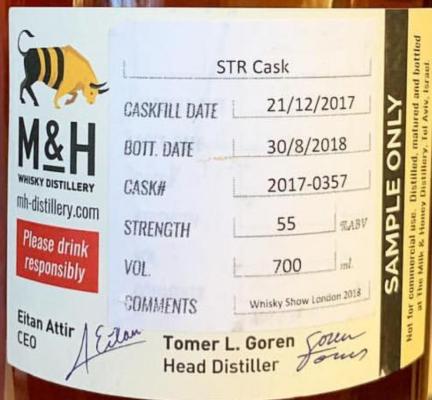 STR Cask
CASKFILL DATE 21/12/2017
BOTT. DATE 30/8/2018
CASK# 2017-0357
STRENGTH 55 %ABV
VOL. 700 ml.
COMMENTS Whisky Show London 2018
M&H
WHISKY DISTILLERY
mh-distillery.com
Please drink
responsibly
Eitan Attir
CEO
Eitan
Tomer L. Goren
Head Distiller
SAMPLE ONLY
Not for commercial use. Distilled, matured and bottled
at The Milk & Honey Distillery, Tel Aviv, Israel.